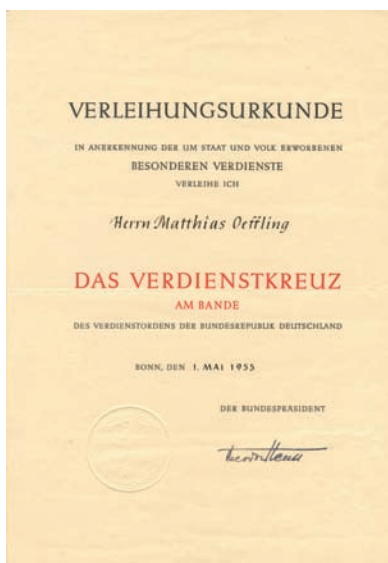 VERLEIHUNGSURKUNDE
IN ANERKENNUNG DER UM STAAT UND VOLK ERWORBENEN
BESONDEREN VERDIENSTE
VERLEIHE ICH
Herrn Matthias Oeffling
DAS VERDIENSTKREUZ
AM BANDE
DES VERDIENSTORDENS DER BUNDESREPUBLIK DEUTSCHLAND
BONN, DEN 1. MAI 1955
DER BUNDESPRÄSIDENT